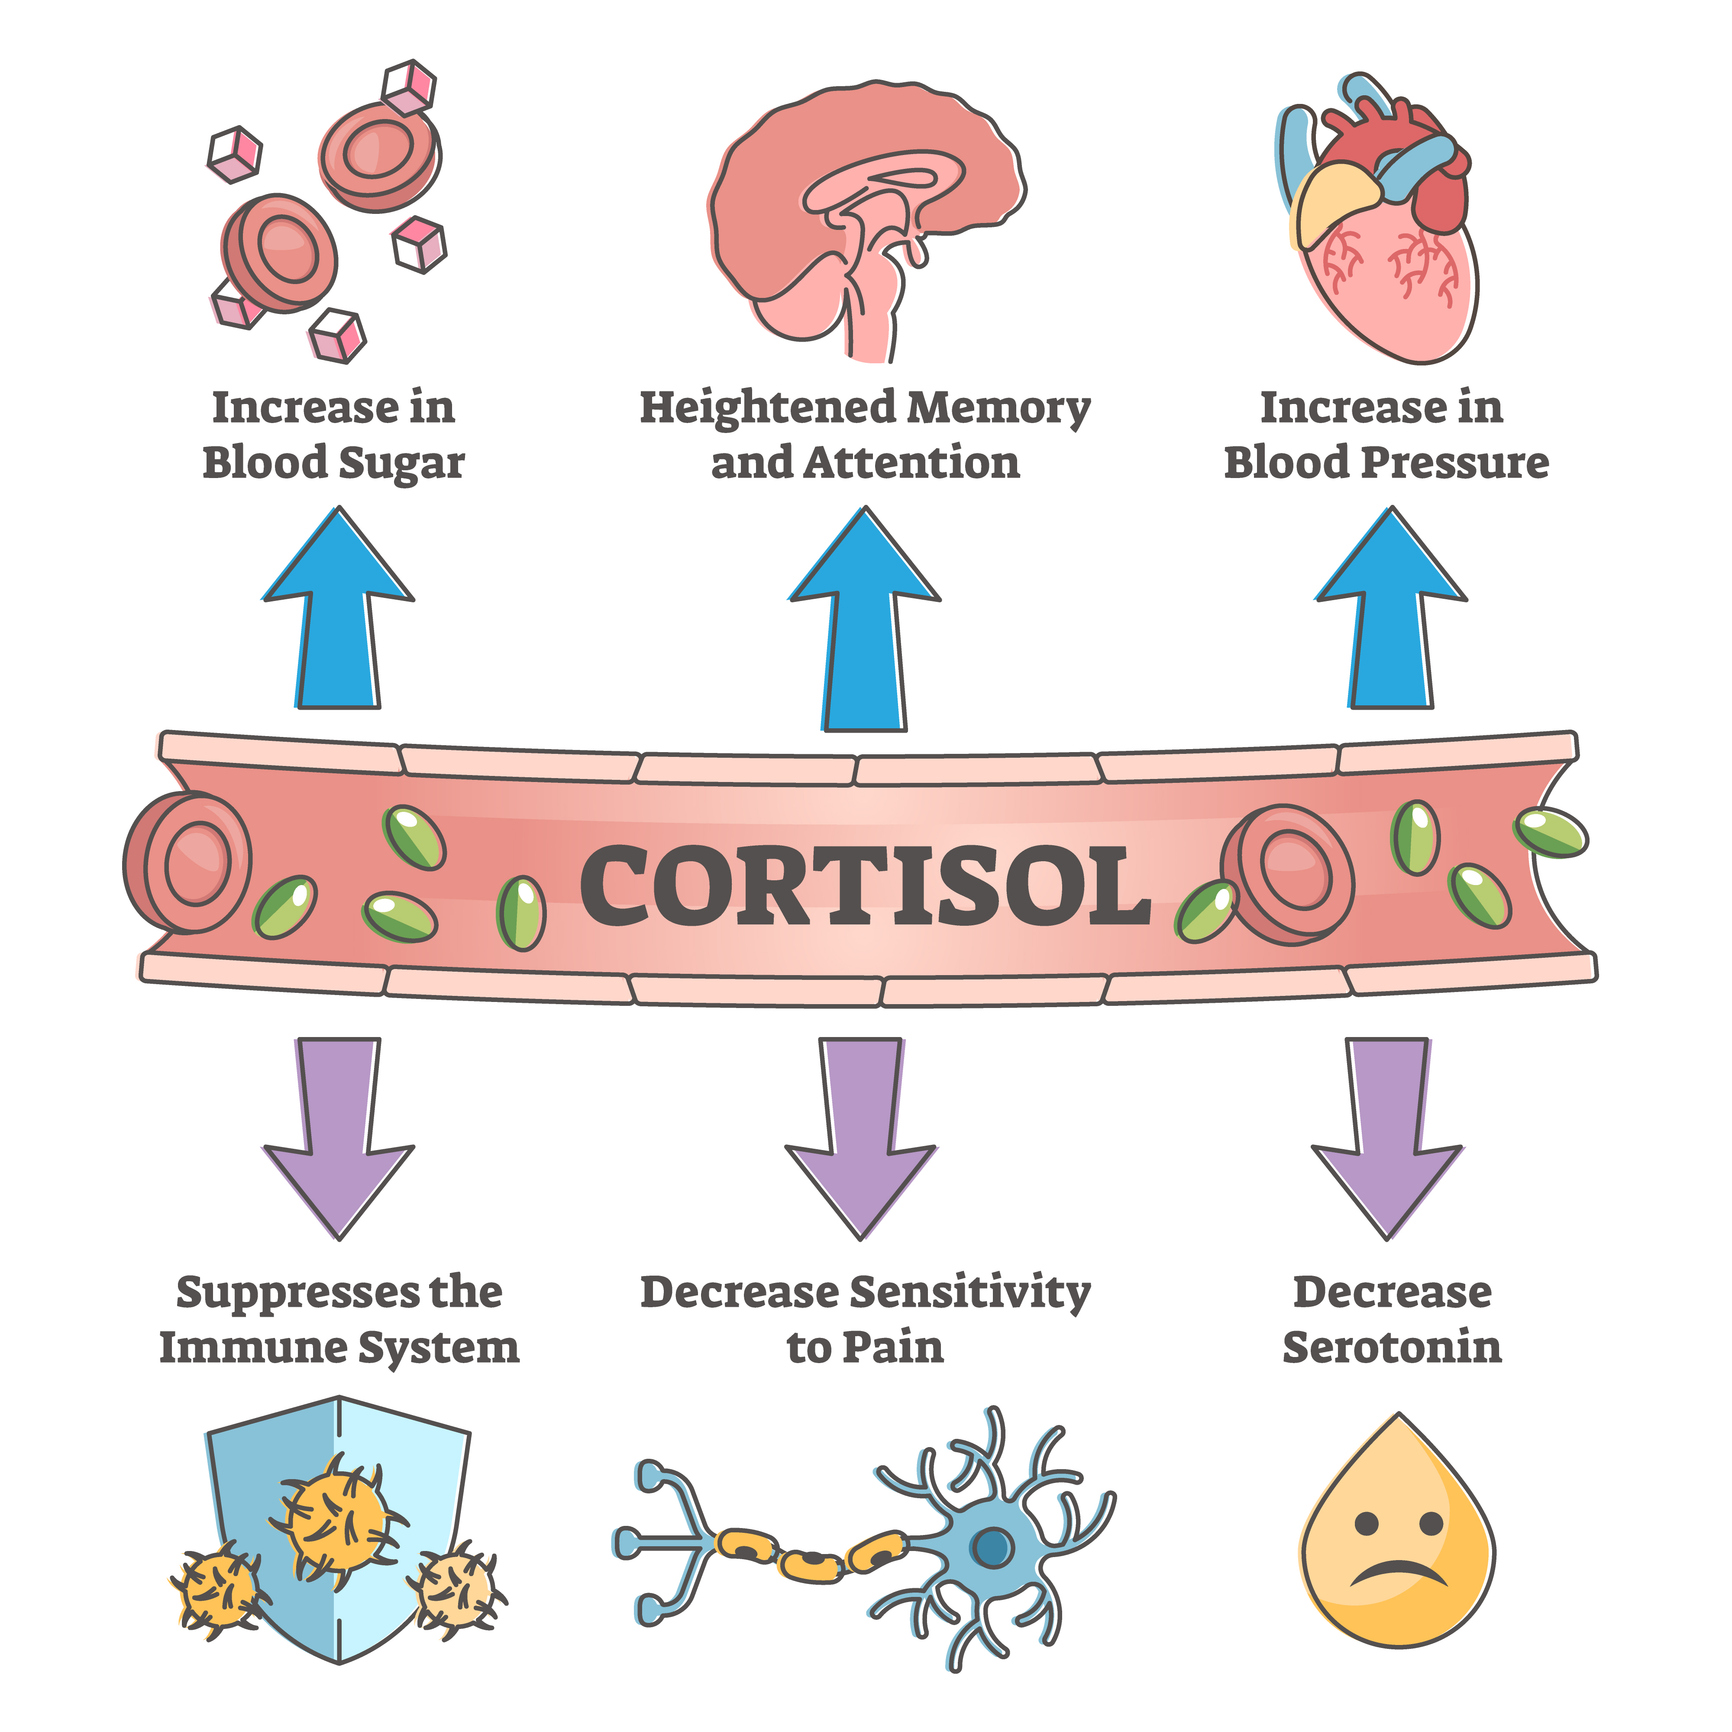 Increase in
Blood Sugar
Heightened Memory
and Attention
Increase in
Blood Pressure
CORTISOL
Suppresses the
Immune System
Decrease Sensitivity
to Pain
Decrease
Serotonin